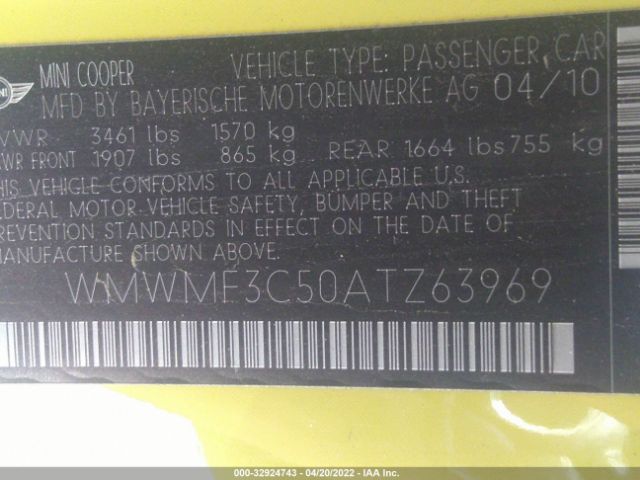 MINI COOPER VEHICLE TYPE: PASSENGER CAR
MFD BY BAYERISCHE MOTORENWERKE AG 04/10
VWR 3461 lbs 1570 kg
WR FRONT 1907 lbs 865 kg REAR 1664 lbs 755 kg
HIS VEHICLE CONFORMS TO ALL APPLICABLE U.S.
EDERAL MOTOR VEHICLE SAFETY, BUMPER AND THEFT
REVENTION STANDARDS IN EFFECT ON THE DATE OF
MANUFACTURE SHOWN ABOVE.
WMWMF3C50ATZ63969
000-32924743 - 04/20/2022 - IAA Inc.